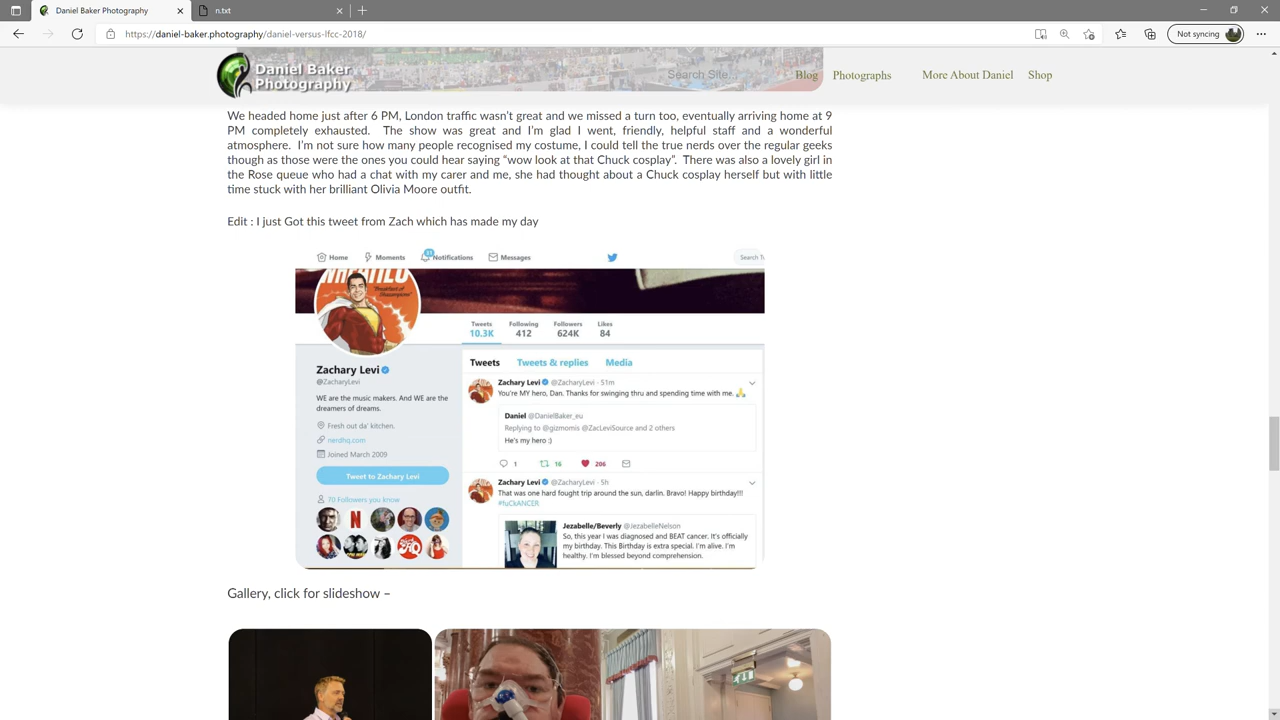 Daniel Baker Photography
n.txt
https://daniel-baker.photography/daniel-versus-lfcc-2018/
Not syncing
Daniel Baker
Photography
Search Site...
Blog
Photographs
More About Daniel
Shop
We headed home just after 6 PM, London traffic wasn't great and we missed a turn too, eventually arriving home at 9
PM completely exhausted. The show was great and I'm glad I went, friendly, helpful staff and a wonderful
atmosphere. I'm not sure how many people recognised my costume, I could tell the true nerds over the regular geeks
though as those were the ones you could hear saying "wow look at that Chuck cosplay". There was also a lovely girl in
the Rose queue who had a chat with my carer and me, she had thought about a Chuck cosplay herself but with little
time stuck with her brilliant Olivia Moore outfit.
Edit : I just Got this tweet from Zach which has made my day
Home
Moments
Notifications
Messages
Search T
Tweets Following Followers Likes
10.3K 412 624K 84
Zachary Levi
@ZacharyLevi
WE are the music makers. And WE are the
dreamers of dreams.
Fresh out da' kitchen.
nerdhq.com
Joined March 2009
Tweet to Zachary Levi
70 Followers you know
Tweets Tweets & replies Media
Zachary Levi @ZacharyLevi · 51m
You're MY hero, Dan. Thanks for swinging thru and spending time with me. 🙏
Daniel @DanielBaker_eu
Replying to @gizmomis @ZacLeviSource and 2 others
He's my hero :)
1 16 206
Zachary Levi @ZacharyLevi · 5h
That was one hard fought trip around the sun, darlin. Bravo! Happy birthday!!!
#fuCkANCER
Jezabelle/Beverly @JezabelleNelson
So, this year I was diagnosed and BEAT cancer. It's officially
my birthday. This Birthday is extra special. I'm alive. I'm
healthy. I'm blessed beyond comprehension.
Gallery, click for slideshow –